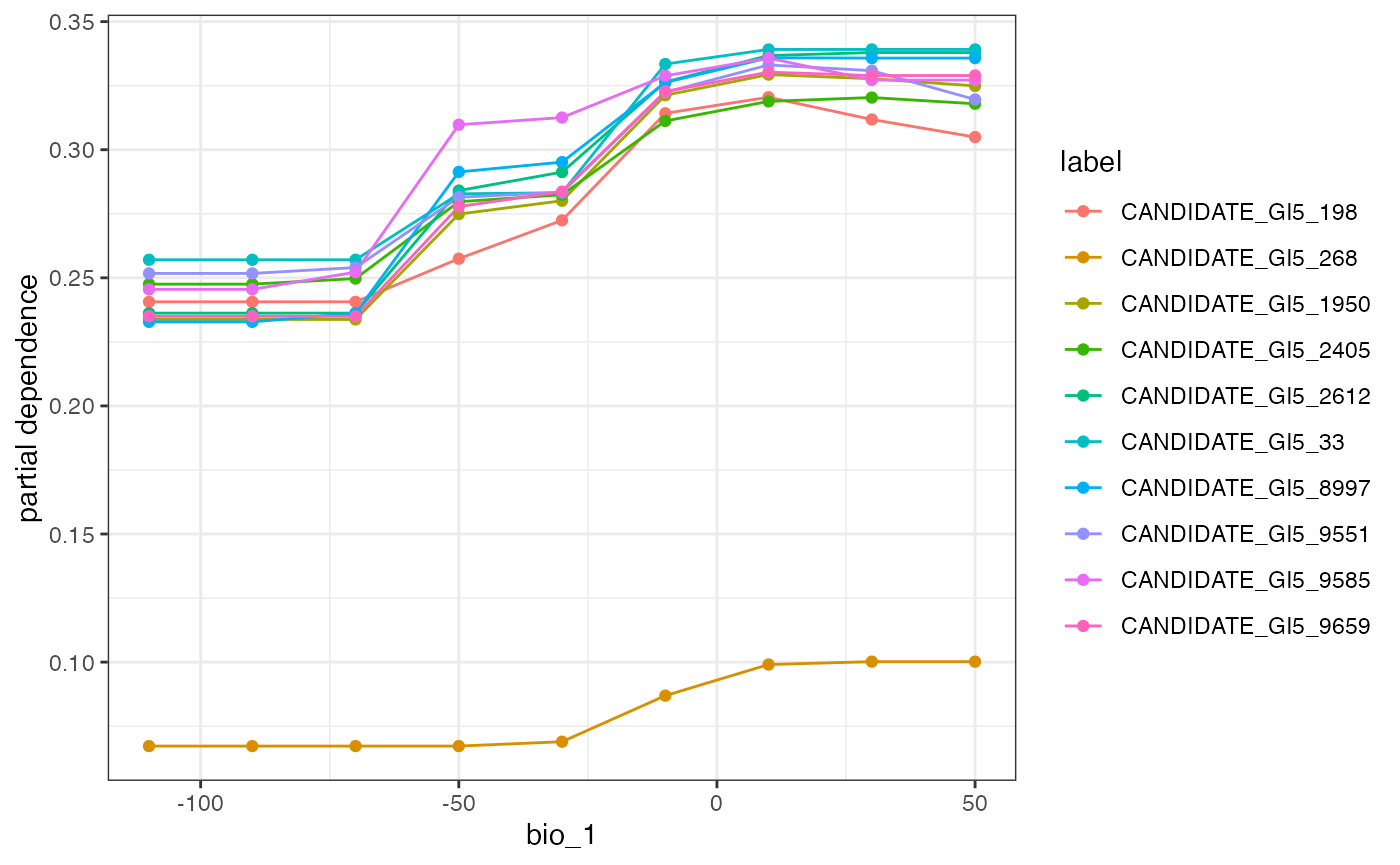 0.35
0.30
0.25
0.20
0.15
0.10
partial dependence
-100
-50
0
50
bio_1
label
CANDIDATE_GI5_198
CANDIDATE_GI5_268
CANDIDATE_GI5_1950
CANDIDATE_GI5_2405
CANDIDATE_GI5_2612
CANDIDATE_GI5_33
CANDIDATE_GI5_8997
CANDIDATE_GI5_9551
CANDIDATE_GI5_9585
CANDIDATE_GI5_9659